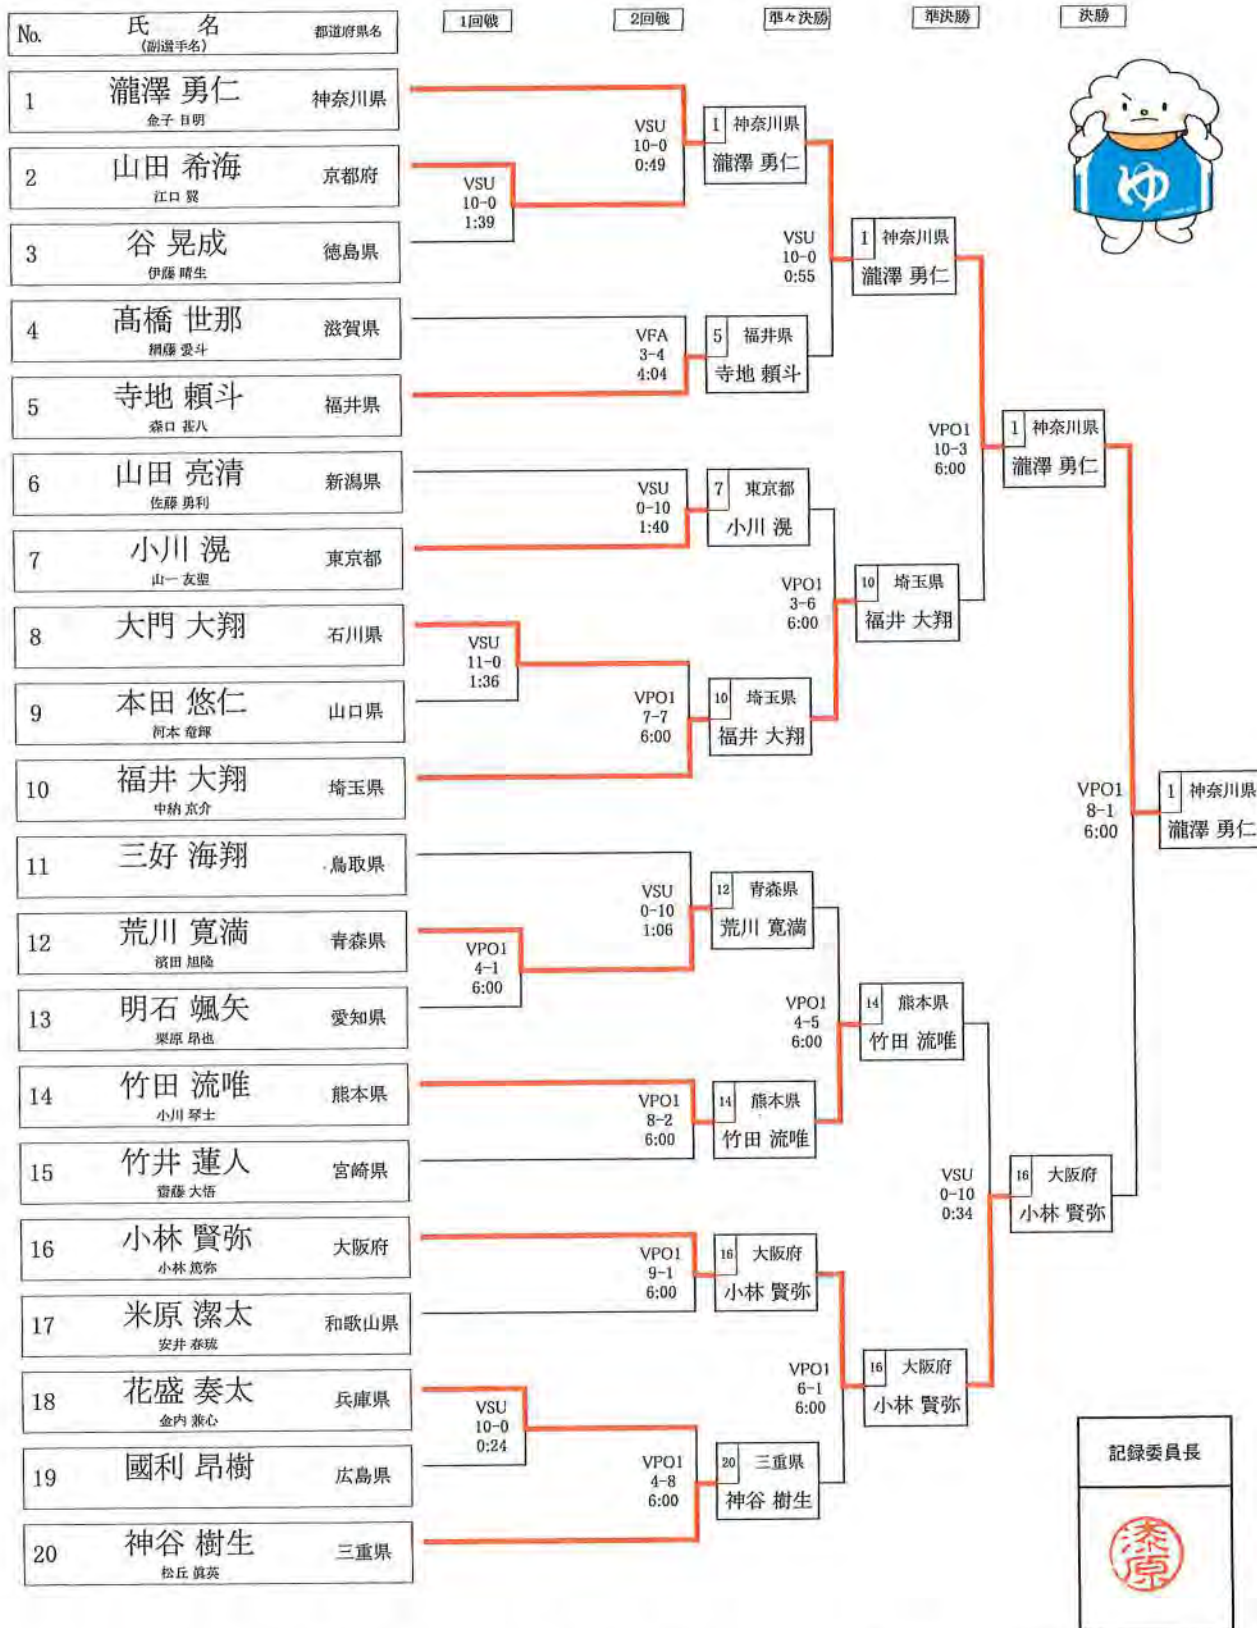 No. 氏 名 都道府県名 1回戦 2回戦 準々決勝 準決勝 決勝
(副選手名)
1 瀧澤 勇仁 神奈川県
金子 日明
2 山田 希海 京都府
江口 翼
3 谷 晃成 徳島県
伊藤 晴生
4 髙橋 世那 滋賀県
5 寺地 頼斗 福井県
森口 甚八
6 山田 亮清 新潟県
佐藤 勇利
7 小川 滉 東京都
山一 友聖
8 大門 大翔 石川県
9 本田 悠仁 山口県
河本 竜輝
10 福井 大翔 埼玉県
中納 京介
11 三好 海翔 鳥取県
12 荒川 寛満 青森県
濱田 旭陸
13 明石 颯矢 愛知県
栗原 昂也
14 竹田 流唯 熊本県
小川 琴士
15 竹井 蓮人 宮崎県
齋藤 大悟
16 小林 賢弥 大阪府
小林 篤弥
17 米原 潔太 和歌山県
安井 春琉
18 花盛 奏太 兵庫県
金内 兼心
19 國利 昂樹 広島県
20 神谷 樹生 三重県
松丘 眞英
VSU
10-0
1:39
VSU
11-0
1:36
VPO1
4-1
6:00
VSU
10-0
0:24
VSU
10-0
0:49
VFA
3-4
4:04
VSU
0-10
1:40
VPO1
7-7
6:00
VSU
0-10
1:06
VPO1
8-2
6:00
VPO1
9-1
6:00
VPO1
4-8
6:00
1 神奈川県
瀧澤 勇仁
5 福井県
寺地 頼斗
7 東京都
小川 滉
10 埼玉県
福井 大翔
12 青森県
荒川 寛満
14 熊本県
竹田 流唯
16 大阪府
小林 賢弥
20 三重県
神谷 樹生
VSU
10-0
0:55
VPO1
3-6
6:00
VPO1
4-5
6:00
VPO1
6-1
6:00
1 神奈川県
瀧澤 勇仁
10 埼玉県
福井 大翔
14 熊本県
竹田 流唯
16 大阪府
小林 賢弥
VPO1
10-3
6:00
VSU
0-10
0:34
1 神奈川県
瀧澤 勇仁
16 大阪府
小林 賢弥
VPO1
8-1
6:00
1 神奈川県
瀧澤 勇仁
ゆ
記録委員長
漆原